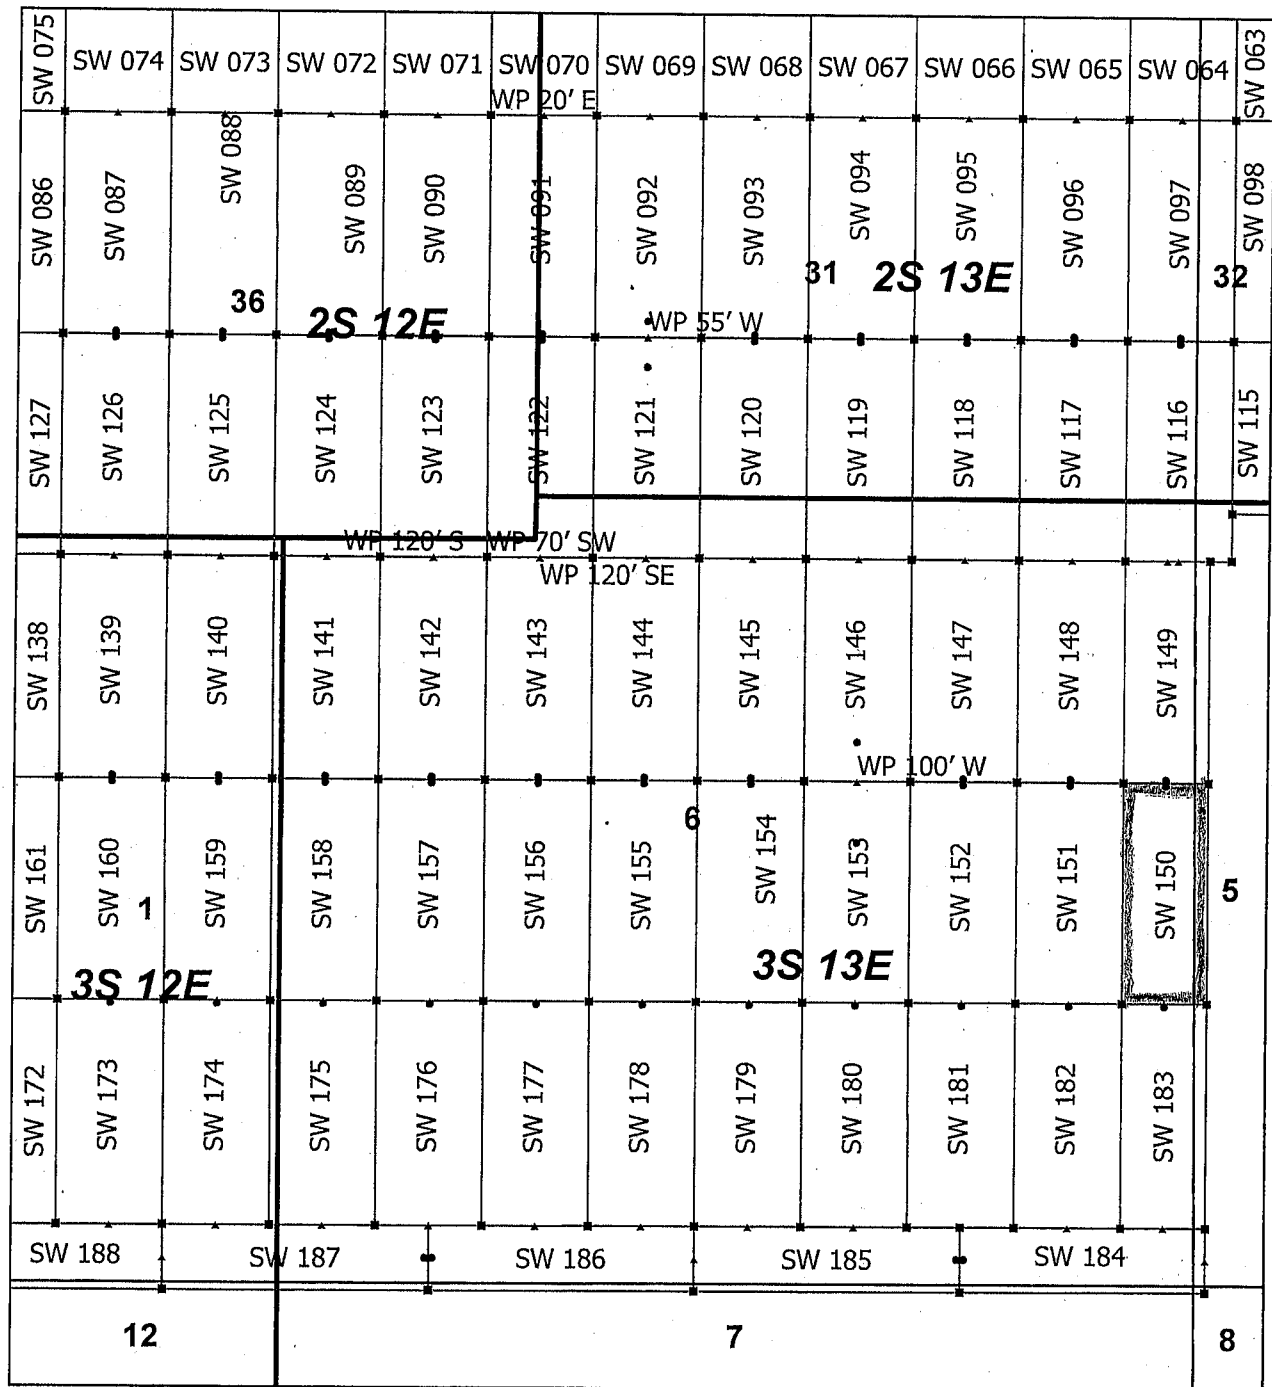 SW 075 SW 074 SW 073 SW 072 SW 071 SW 070 SW 069 SW 068 SW 067 SW 066 SW 065 SW 064 SW 063
WP 20' E
SW 086 SW 087 SW 088 SW 089 SW 090 SW 091 SW 092 SW 093 SW 094 SW 095 SW 096 SW 097 SW 098
36 2S 12E 31 2S 13E 32
WP 55' W
SW 127 SW 126 SW 125 SW 124 SW 123 SW 122 SW 121 SW 120 SW 119 SW 118 SW 117 SW 116 SW 115
WP 120' S WP 70' SW
WP 120' SE
SW 138 SW 139 SW 140 SW 141 SW 142 SW 143 SW 144 SW 145 SW 146 SW 147 SW 148 SW 149
WP 100' W
6
SW 161 SW 160 SW 159 SW 158 SW 157 SW 156 SW 155 SW 154 SW 153 SW 152 SW 151 SW 150
1 5
3S 12E 3S 13E
SW 172 SW 173 SW 174 SW 175 SW 176 SW 177 SW 178 SW 179 SW 180 SW 181 SW 182 SW 183
SW 188 SW 187 SW 186 SW 185 SW 184
12 7 8